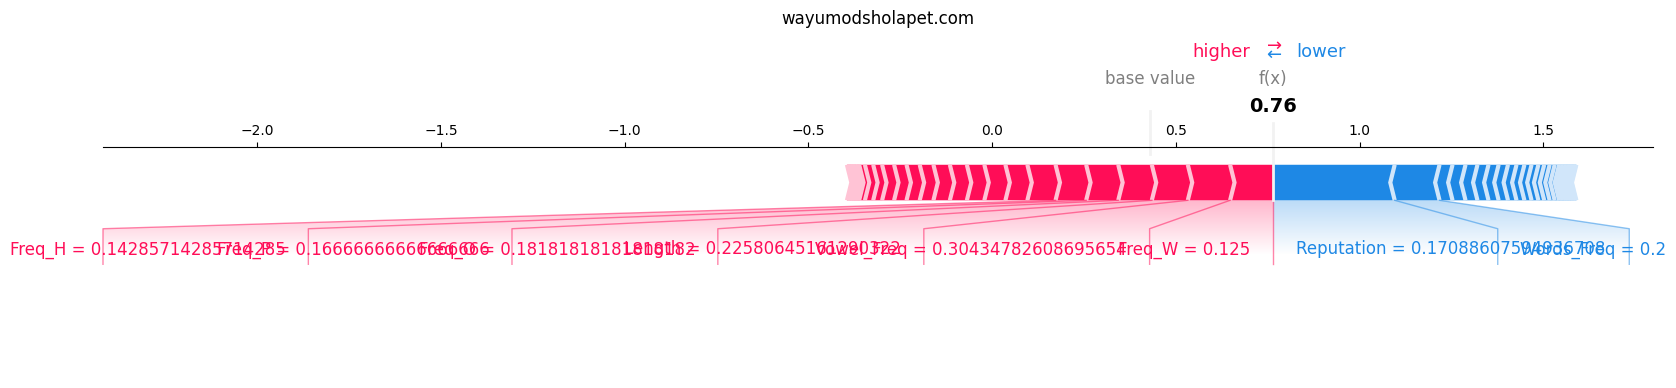 wayumodsholapet.com
higher ⇄ lower
base value f(x)
0.76
−2.0 −1.5 −1.0 −0.5 0.0 0.5 1.0 1.5
Freq_H = 0.14285714285714285 Freq_P = 0.16666666666666666 Freq_O = 0.18181818181818182 Length = 0.22580645161290322 Vowel_Freq = 0.30434782608695654 Freq_W = 0.125 Reputation = 0.17088607594936708 Words_Freq = 0.2